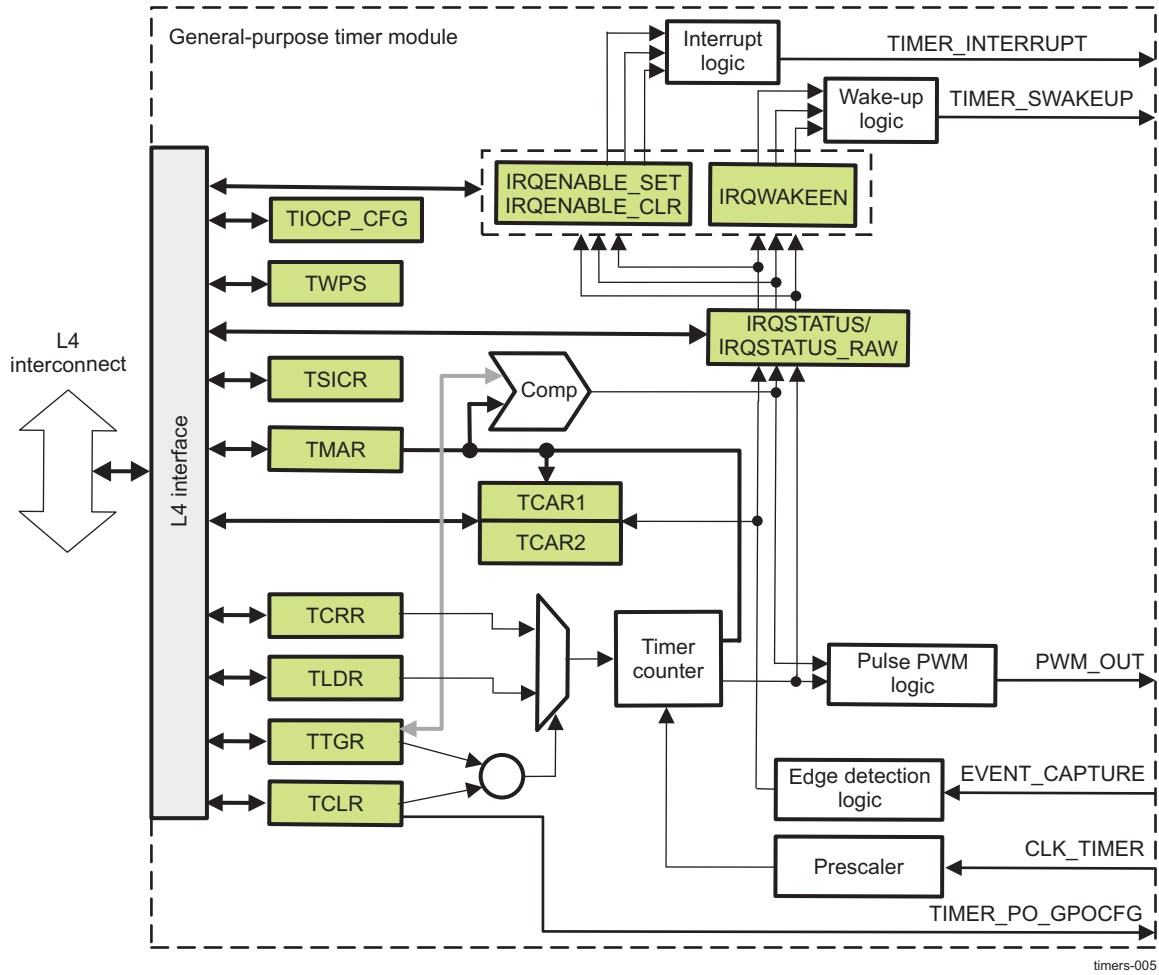 General-purpose timer module
Interrupt
logic
TIMER_INTERRUPT
Wake-up
logic
TIMER_SWAKEUP
IRQENABLE_SET
IRQENABLE_CLR
IRQWAKEEN
TIOCP_CFG
TWPS
IRQSTATUS/
IRQSTATUS_RAW
L4
interconnect
L4 interface
TSICR
Comp
TMAR
TCAR1
TCAR2
TCRR
Timer
counter
TLDR
Pulse PWM
logic
PWM_OUT
TTGR
TCLR
Edge detection
logic
EVENT_CAPTURE
Prescaler
CLK_TIMER
TIMER_PO_GPOCFG
timers-005